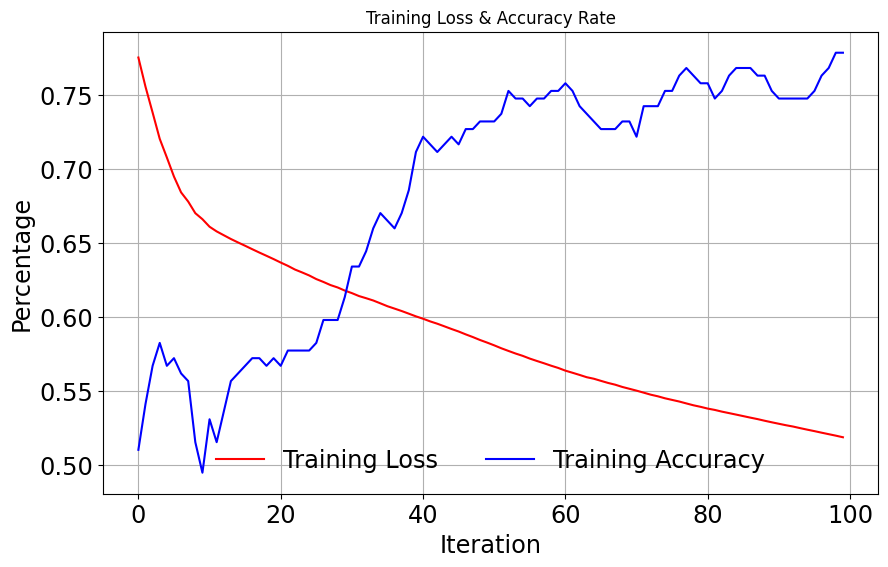 Training Loss & Accuracy Rate
Percentage
0.75
0.70
0.65
0.60
0.55
0.50
Training Loss Training Accuracy
0 20 40 60 80 100
Iteration